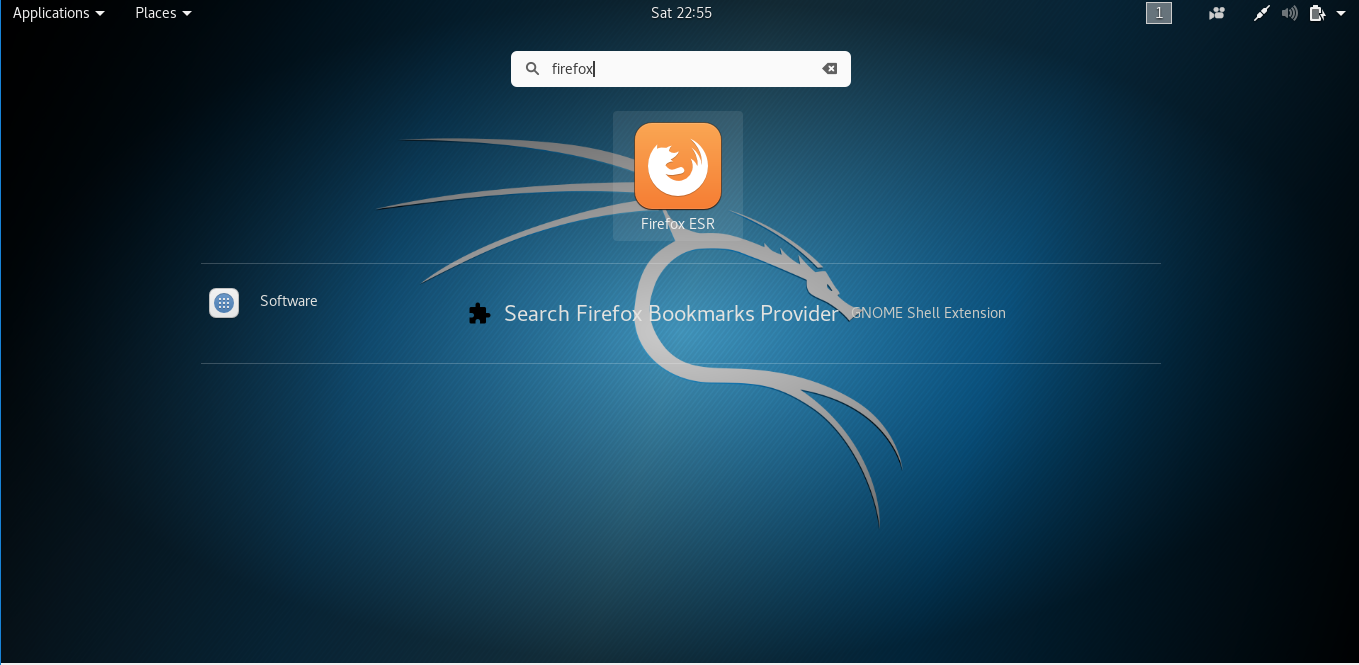 Applications Places Sat 22:55 1
firefox
Firefox ESR
Software
Search Firefox Bookmarks Provider GNOME Shell Extension